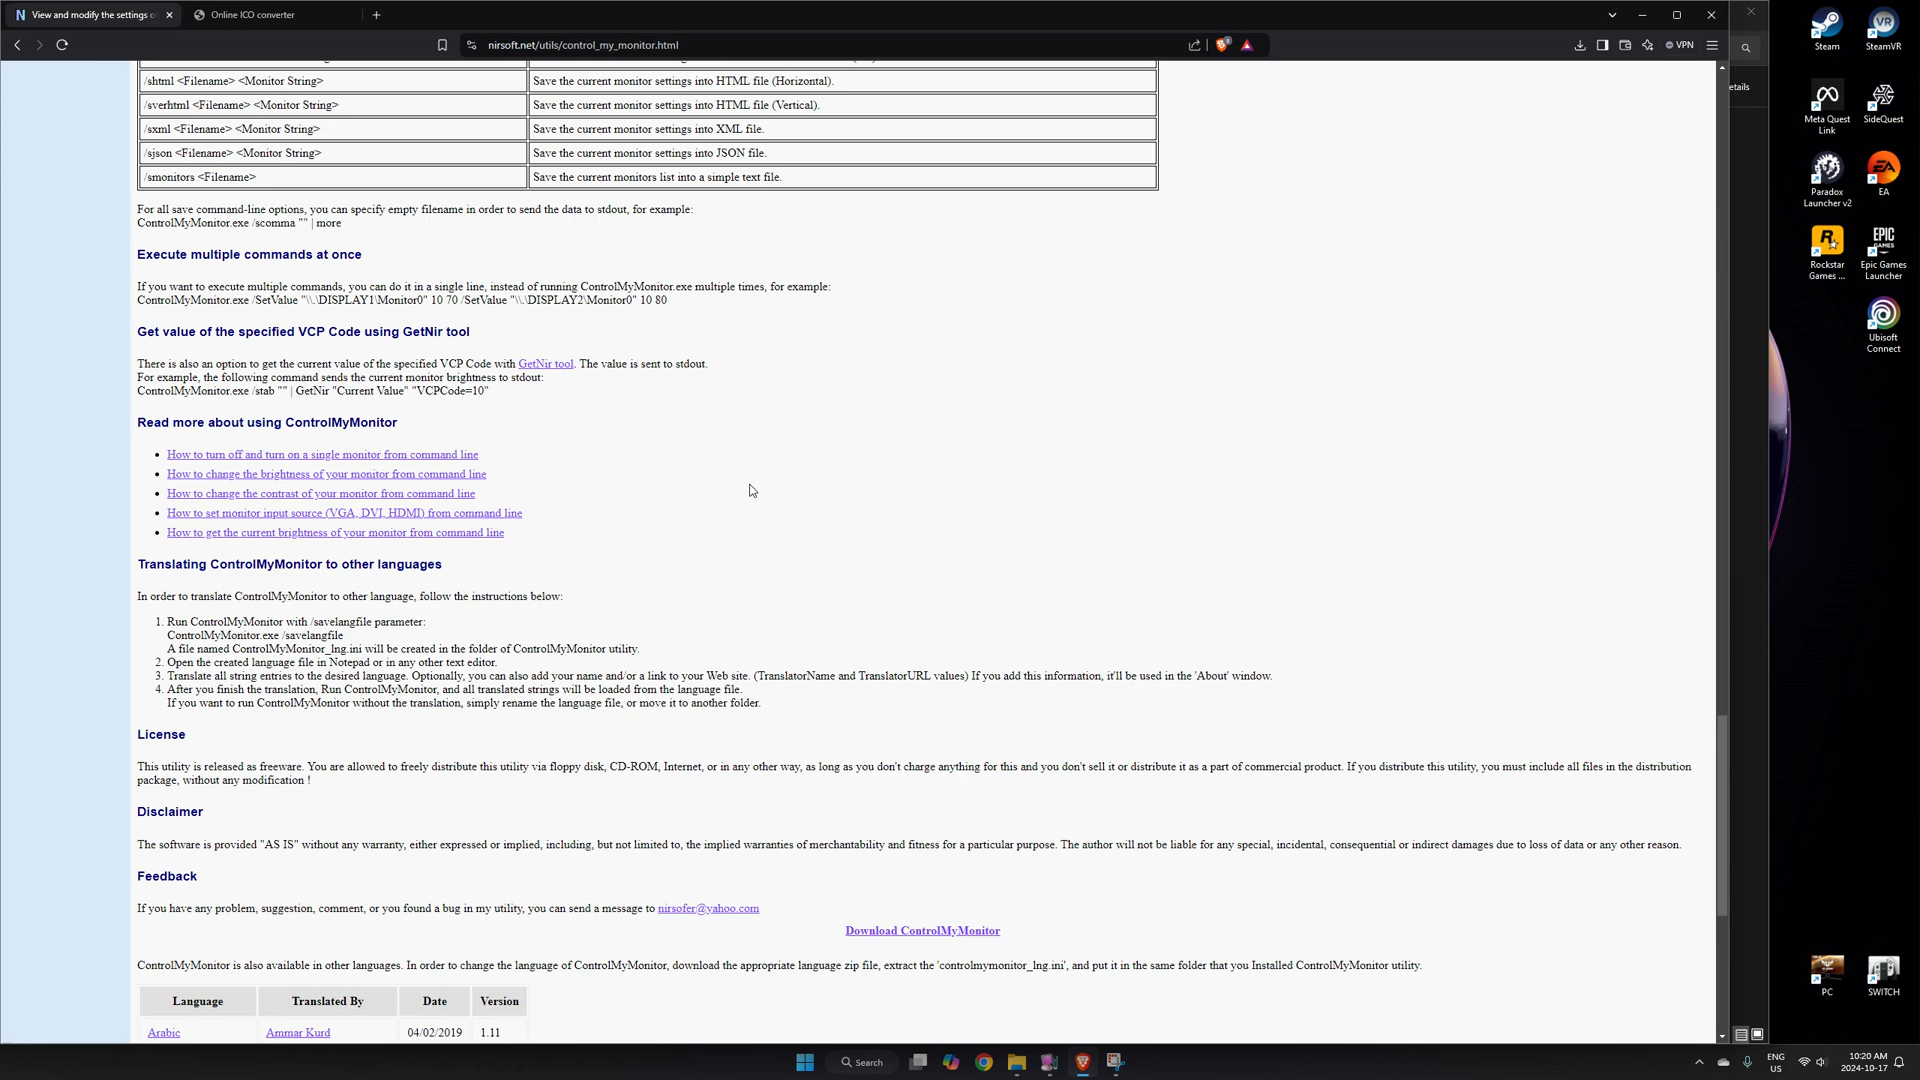 View and modify the settings o
Online ICO converter
nirsoft.net/utils/control_my_monitor.html
VPN
etails
/shtml <Filename> <Monitor String>
Save the current monitor settings into HTML file (Horizontal).
/sverhtml <Filename> <Monitor String>
Save the current monitor settings into HTML file (Vertical).
/sxml <Filename> <Monitor String>
Save the current monitor settings into XML file.
/sjson <Filename> <Monitor String>
Save the current monitor settings into JSON file.
/smonitors <Filename>
Save the current monitors list into a simple text file.
For all save command-line options, you can specify empty filename in order to send the data to stdout, for example:
ControlMyMonitor.exe /scomma "" | more
Execute multiple commands at once
If you want to execute multiple commands, you can do it in a single line, instead of running ControlMyMonitor.exe multiple times, for example:
ControlMyMonitor.exe /SetValue "\\.\DISPLAY1\Monitor0" 10 70 /SetValue "\\.\DISPLAY2\Monitor0" 10 80
Get value of the specified VCP Code using GetNir tool
There is also an option to get the current value of the specified VCP Code with GetNir tool. The value is sent to stdout.
For example, the following command sends the current monitor brightness to stdout:
ControlMyMonitor.exe /stab "" | GetNir "Current Value" "VCPCode=10"
Read more about using ControlMyMonitor
• How to turn off and turn on a single monitor from command line
• How to change the brightness of your monitor from command line
• How to change the contrast of your monitor from command line
• How to set monitor input source (VGA, DVI, HDMI) from command line
• How to get the current brightness of your monitor from command line
Translating ControlMyMonitor to other languages
In order to translate ControlMyMonitor to other language, follow the instructions below:
1. Run ControlMyMonitor with /savelangfile parameter:
ControlMyMonitor.exe /savelangfile
A file named ControlMyMonitor_lng.ini will be created in the folder of ControlMyMonitor utility.
2. Open the created language file in Notepad or in any other text editor.
3. Translate all string entries to the desired language. Optionally, you can also add your name and/or a link to your Web site. (TranslatorName and TranslatorURL values) If you add this information, it'll be used in the 'About' window.
4. After you finish the translation, Run ControlMyMonitor, and all translated strings will be loaded from the language file.
If you want to run ControlMyMonitor without the translation, simply rename the language file, or move it to another folder.
License
This utility is released as freeware. You are allowed to freely distribute this utility via floppy disk, CD-ROM, Internet, or in any other way, as long as you don't charge anything for this and you don't sell it or distribute it as a part of commercial product. If you distribute this utility, you must include all files in the distribution
package, without any modification !
Disclaimer
The software is provided "AS IS" without any warranty, either expressed or implied, including, but not limited to, the implied warranties of merchantability and fitness for a particular purpose. The author will not be liable for any special, incidental, consequential or indirect damages due to loss of data or any other reason.
Feedback
If you have any problem, suggestion, comment, or you found a bug in my utility, you can send a message to nirsofer@yahoo.com
Download ControlMyMonitor
ControlMyMonitor is also available in other languages. In order to change the language of ControlMyMonitor, download the appropriate language zip file, extract the 'controlmymonitor_lng.ini', and put it in the same folder that you Installed ControlMyMonitor utility.
Language Translated By Date Version
Arabic Ammar Kurd 04/02/2019 1.11
Steam
SteamVR
Meta Quest
Link
SideQuest
Paradox
Launcher v2
EA
Rockstar
Games ...
Epic Games
Launcher
Ubisoft
Connect
PC
SWITCH
Search
ENG
US
10:20 AM
2024-10-17